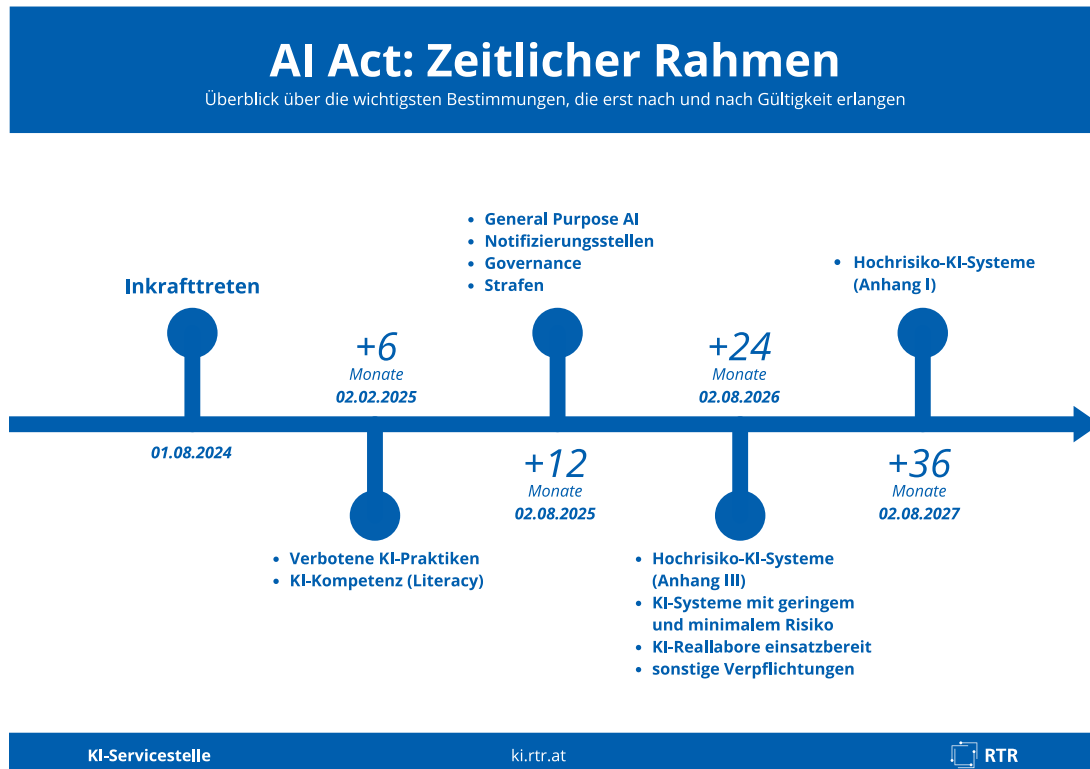 AI Act: Zeitlicher Rahmen
Überblick über die wichtigsten Bestimmungen, die erst nach und nach Gültigkeit erlangen
Inkrafttreten
01.08.2024
+6
Monate
02.02.2025
• Verbotene KI-Praktiken
• KI-Kompetenz (Literacy)
• General Purpose AI
• Notifizierungsstellen
• Governance
• Strafen
+12
Monate
02.08.2025
+24
Monate
02.08.2026
• Hochrisiko-KI-Systeme
(Anhang III)
• KI-Systeme mit geringem
und minimalem Risiko
• KI-Reallabore einsatzbereit
• sonstige Verpflichtungen
• Hochrisiko-KI-Systeme
(Anhang I)
+36
Monate
02.08.2027
KI-Servicestelle
ki.rtr.at
RTR